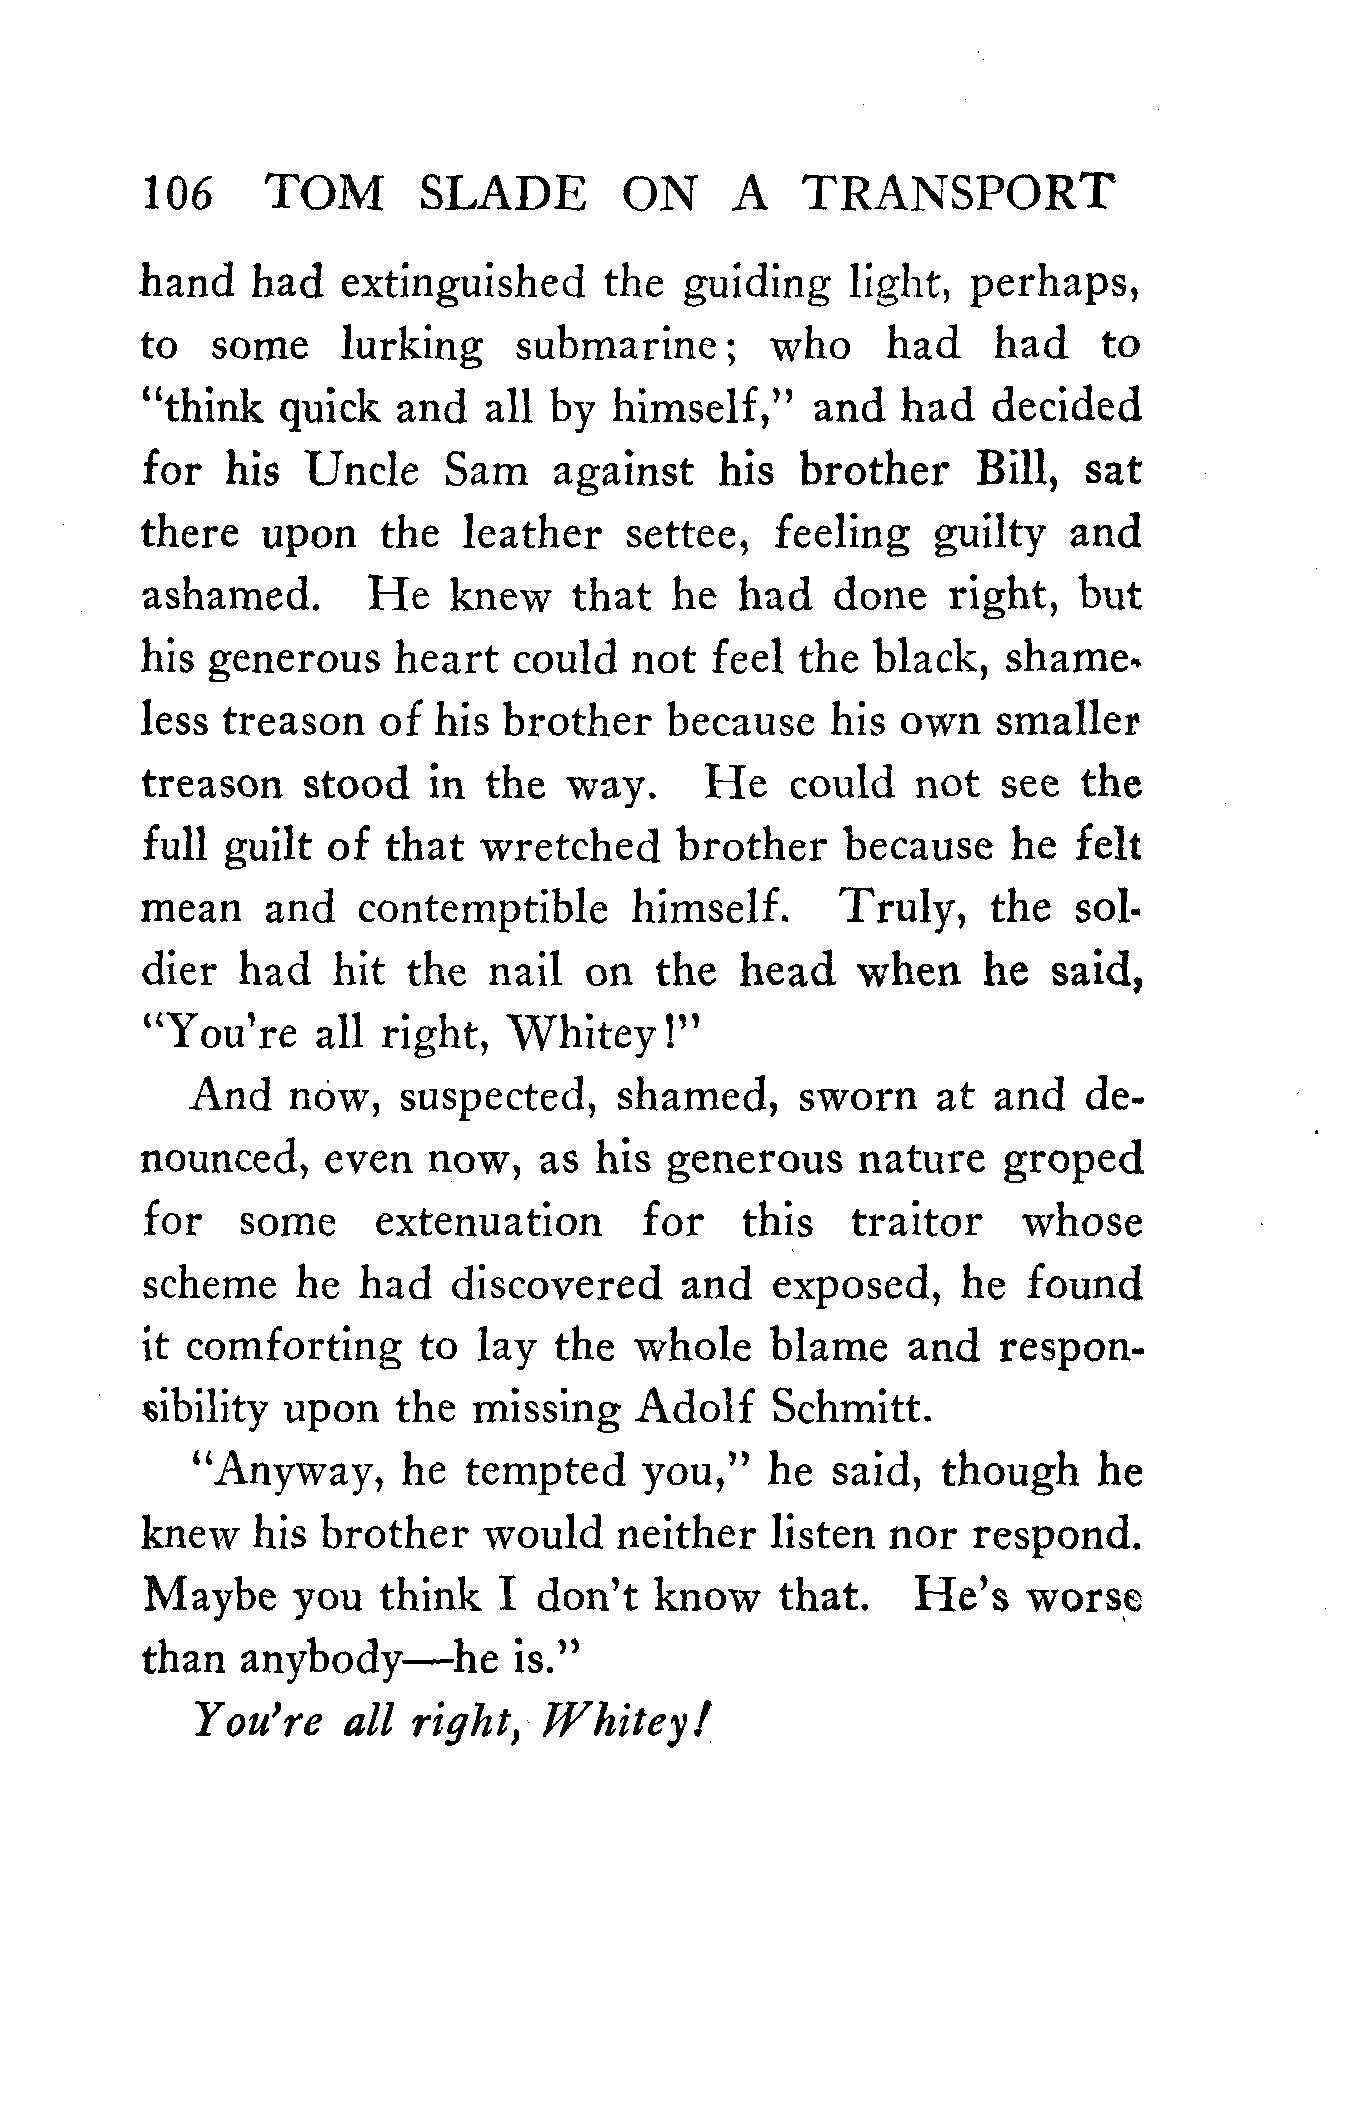 106 TOM SLADE ON A TRANSPORT
hand had extinguished the guiding light, perhaps,
to some lurking submarine; who had had to
"think quick and all by himself," and had decided
for his Uncle Sam against his brother Bill, sat
there upon the leather settee, feeling guilty and
ashamed. He knew that he had done right, but
his generous heart could not feel the black, shame-
less treason of his brother because his own smaller
treason stood in the way. He could not see the
full guilt of that wretched brother because he felt
mean and contemptible himself. Truly, the sol-
dier had hit the nail on the head when he said,
"You're all right, Whitey!"
And now, suspected, shamed, sworn at and de-
nounced, even now, as his generous nature groped
for some extenuation for this traitor whose
scheme he had discovered and exposed, he found
it comforting to lay the whole blame and respon-
sibility upon the missing Adolf Schmitt.
"Anyway, he tempted you," he said, though he
knew his brother would neither listen nor respond.
Maybe you think I don't know that. He's worse
than anybody—he is."
You're all right, Whitey!